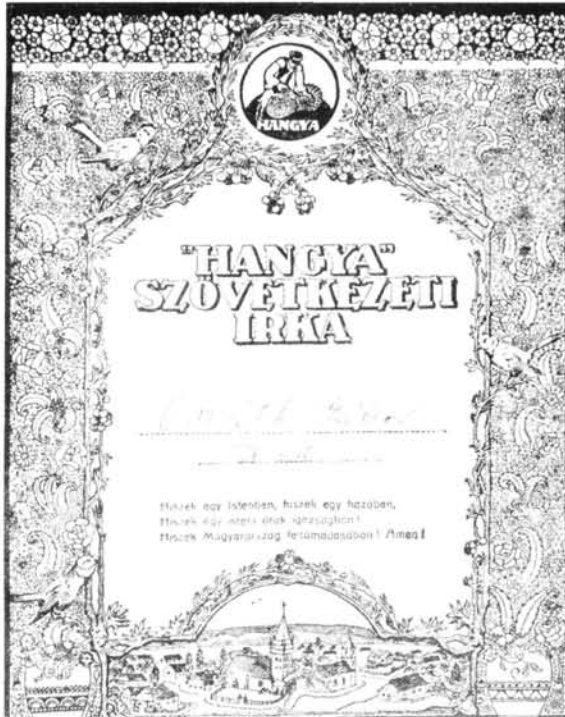 HANGYA
"HANGYA"
SZÖVETKEZETI
IRKA
Hiszek egy Istenben, hiszek egy hazában,
Hiszek egy isteni örök igazságban!
Hiszek Magyarország feltámadásában! Ámen!